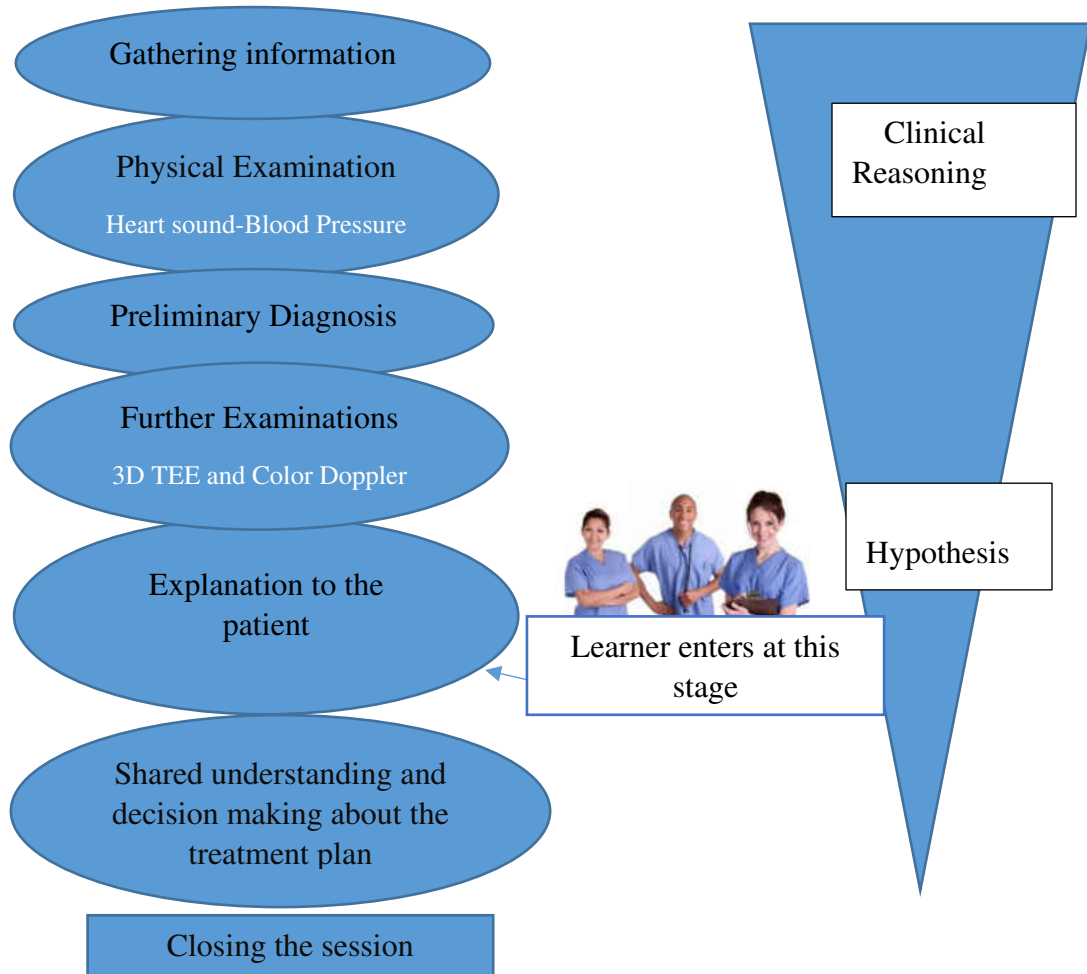 Gathering information
Physical Examination
Heart sound-Blood Pressure
Preliminary Diagnosis
Further Examinations
3D TEE and Color Doppler
Explanation to the
patient
Shared understanding and
decision making about the
treatment plan
Closing the session
Learner enters at this
stage
Clinical
Reasoning
Hypothesis